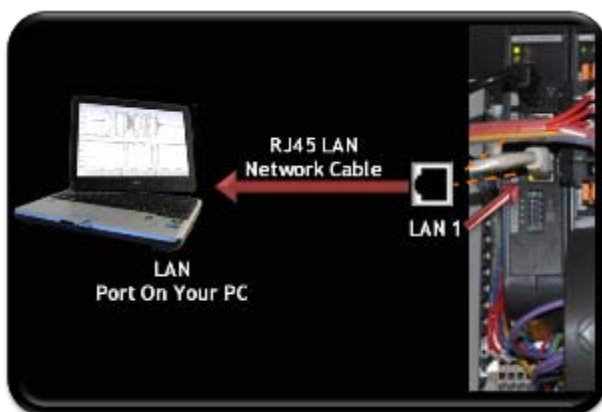 RJ45 LAN
Network Cable
LAN 1
LAN
Port On Your PC